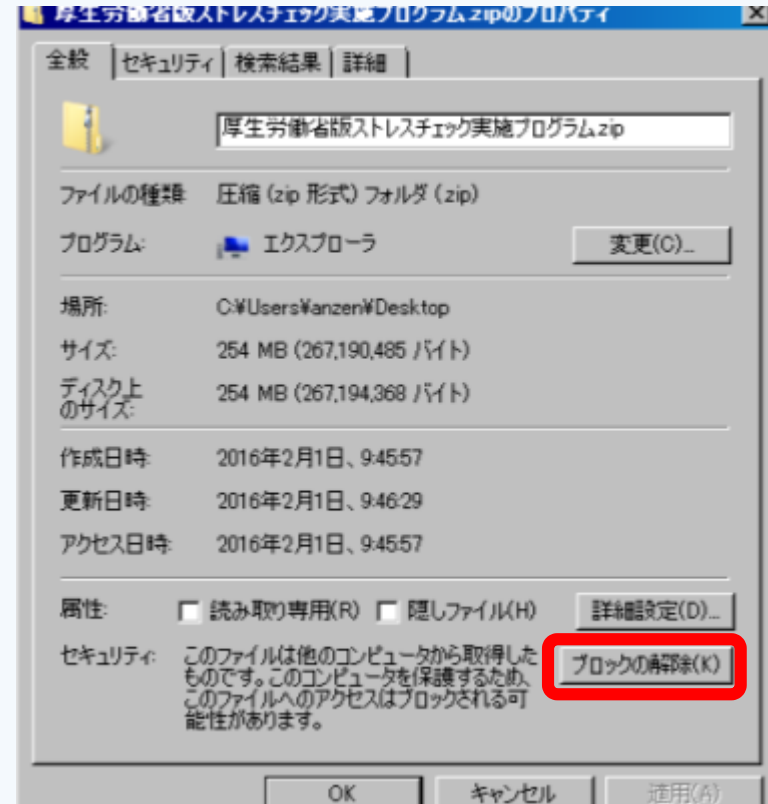 厚生労働省版ストレスチェック実施プログラム.zipのプロパティ
全般 セキュリティ 検索結果 詳細
厚生労働省版ストレスチェック実施プログラム.zip
ファイルの種類: 圧縮 (zip 形式) フォルダ (.zip)
プログラム: エクスプローラ 変更(C)...
場所: C:¥Users¥anzen¥Desktop
サイズ: 254 MB (267,190,485 バイト)
ディスク上
のサイズ: 254 MB (267,194,368 バイト)
作成日時: 2016年2月1日、9:45:57
更新日時: 2016年2月1日、9:46:29
アクセス日時: 2016年2月1日、9:45:57
属性: 読み取り専用(R) 隠しファイル(H) 詳細設定(D)...
セキュリティ: このファイルは他のコンピュータから取得した
ものです。このコンピュータを保護するため、
このファイルへのアクセスはブロックされる可
能性があります。
ブロックの解除(K)
OK キャンセル 適用(A)